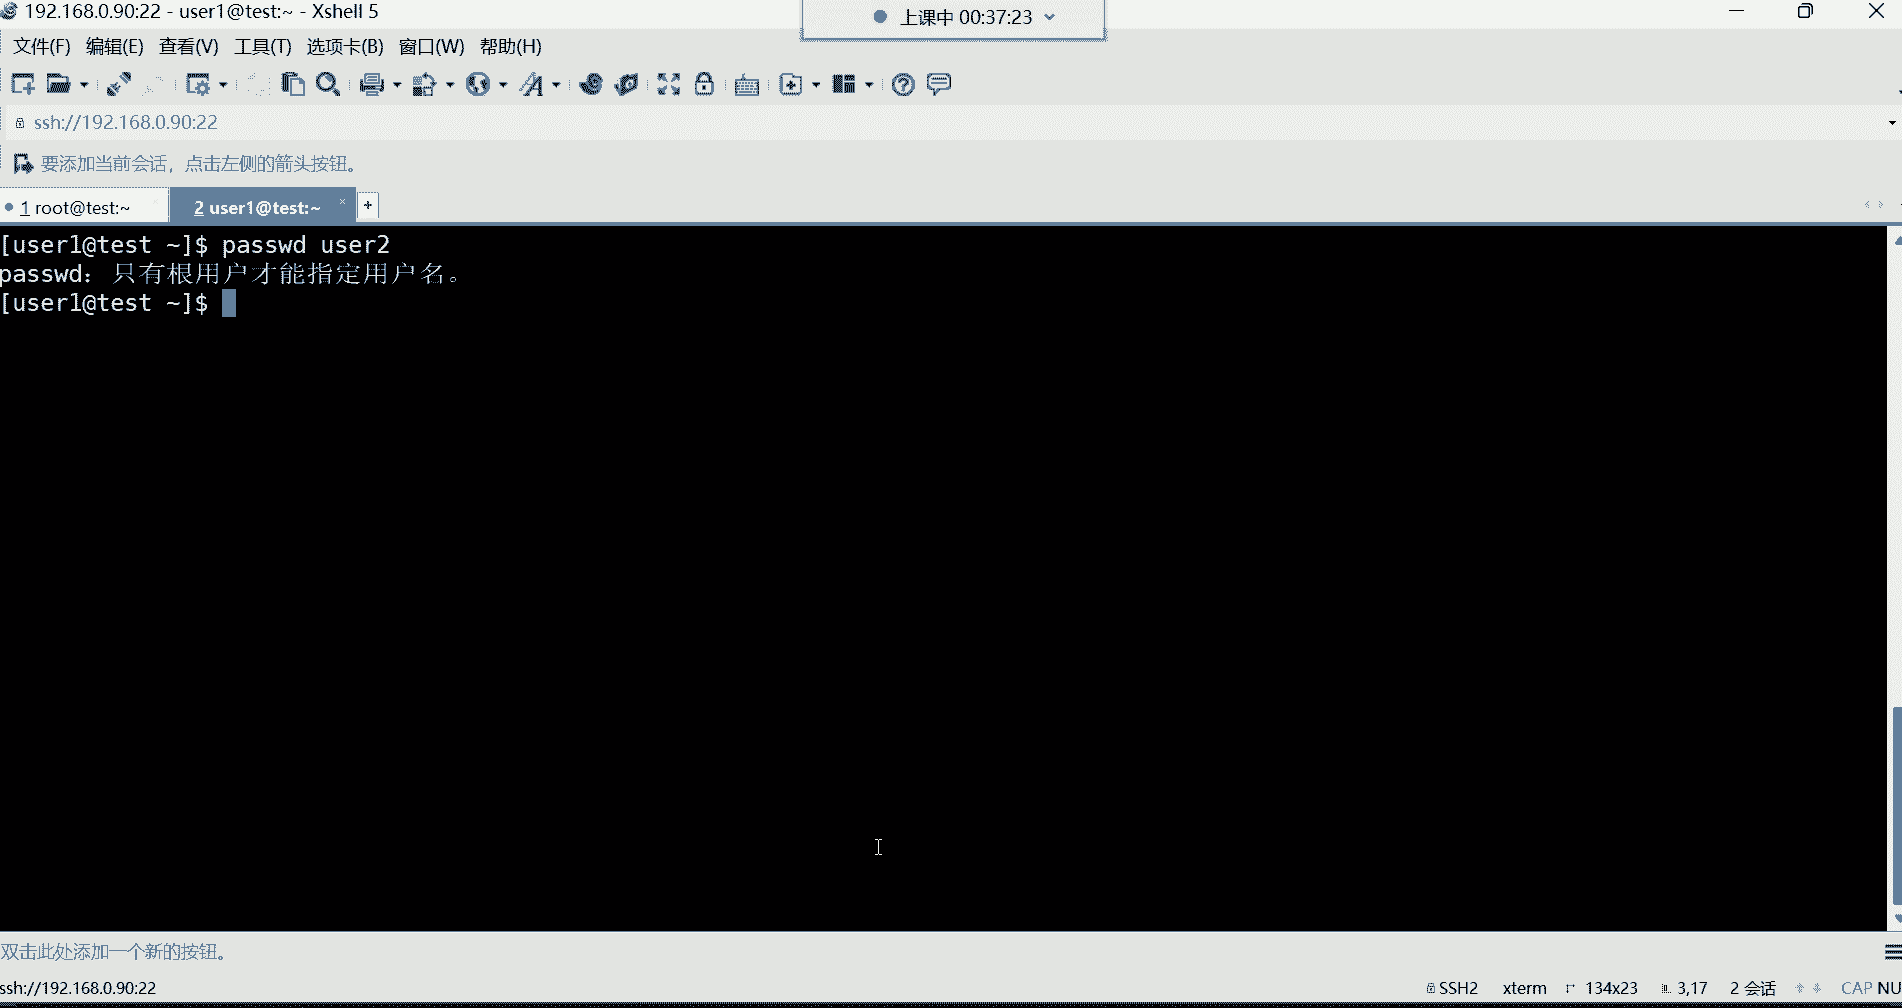 192.168.0.90:22 - user1@test:~ - Xshell 5
上课中 00:37:23
文件(F) 编辑(E) 查看(V) 工具(T) 选项卡(B) 窗口(W) 帮助(H)
ssh://192.168.0.90:22
要添加当前会话，点击左侧的箭头按钮。
1 root@test:~ 2 user1@test:~ × +
[user1@test ~]$ passwd user2
passwd：只有根用户才能指定用户名。
[user1@test ~]$
双击此处添加一个新的按钮。
ssh://192.168.0.90:22 SSH2 xterm 134x23 3,17 2 会话 CAP NU